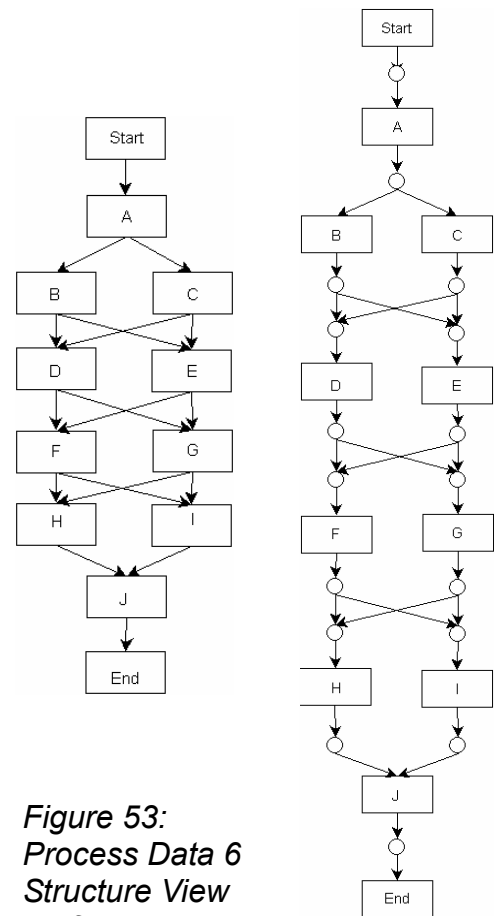 Start
A
B C
D E
F G
H I
J
End
Start
A
B C
D E
F G
H I
J
End
Figure 53:
Process Data 6
Structure View